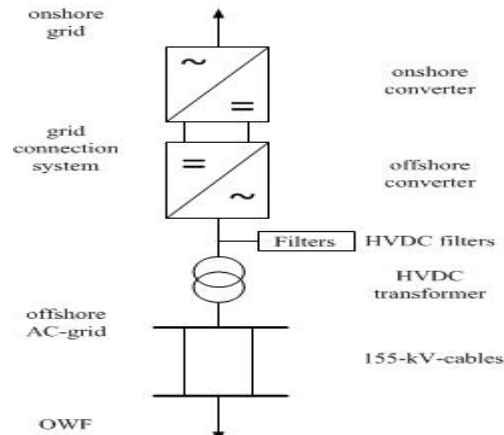 onshore
grid
~
=
onshore
converter
grid
connection
system
=
~
offshore
converter
Filters
HVDC filters
HVDC
transformer
offshore
AC-grid
155-kV-cables
OWF